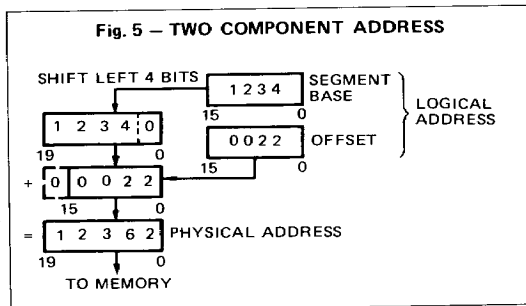 Fig. 5 — TWO COMPONENT ADDRESS
SHIFT LEFT 4 BITS
1 2 3 4
SEGMENT
BASE
15 0
LOGICAL
ADDRESS
1 2 3 4 0
19 0
0 0 2 2
OFFSET
15 0
+ 0 0 0 2 2
15 0
= 1 2 3 6 2
PHYSICAL ADDRESS
19 0
TO MEMORY